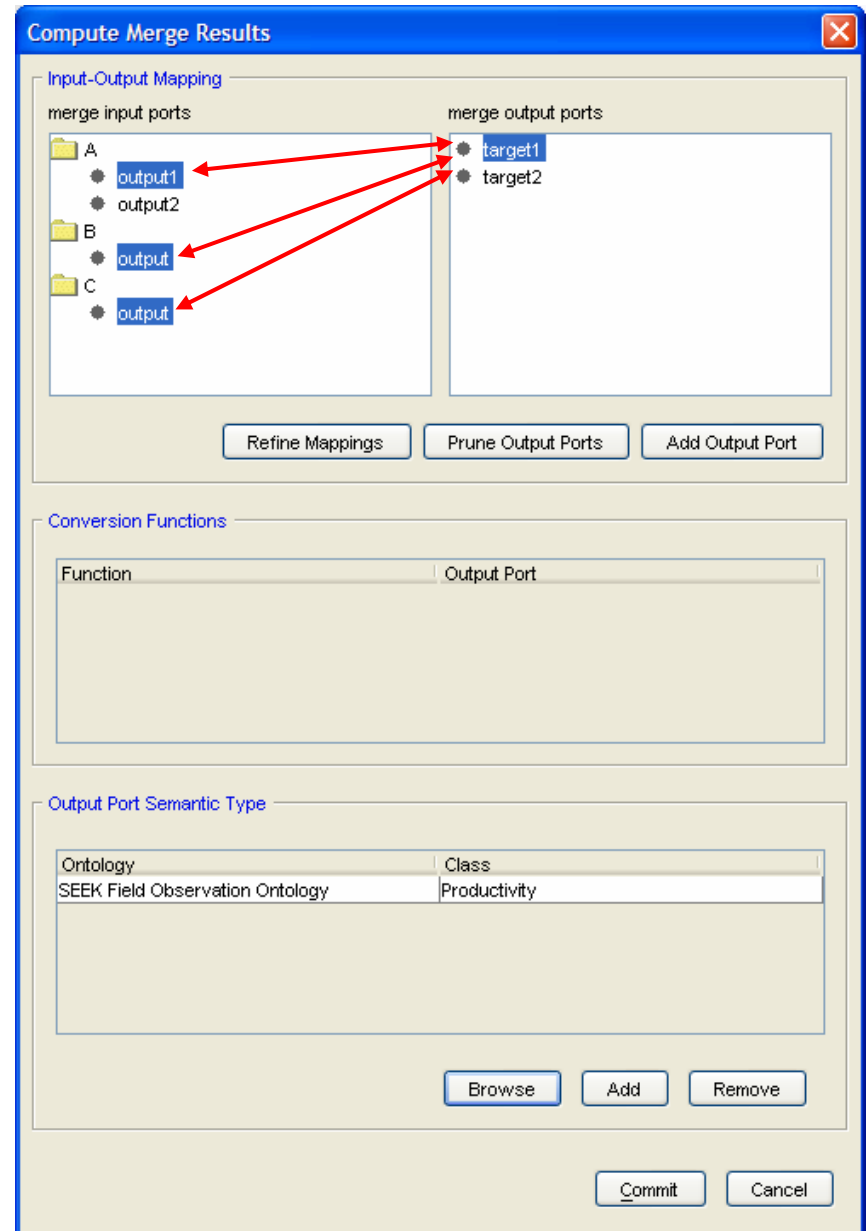 Compute Merge Results
Input-Output Mapping
merge input ports
merge output ports
A
output1
output2
B
output
C
output
target1
target2
Refine Mappings
Prune Output Ports
Add Output Port
Conversion Functions
Function
Output Port
Output Port Semantic Type
Ontology
Class
SEEK Field Observation Ontology
Productivity
Browse
Add
Remove
Commit
Cancel